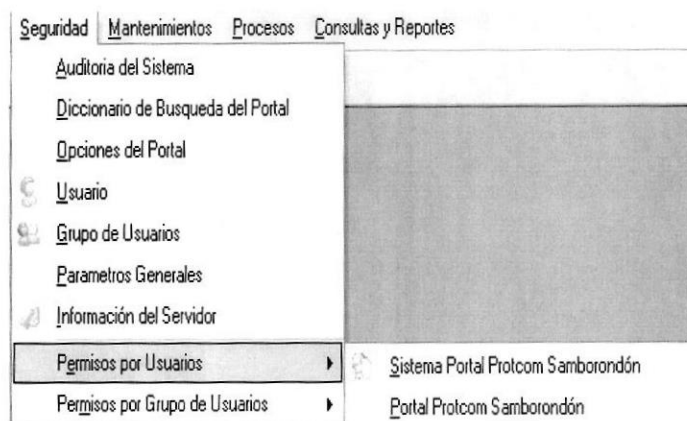 Seguridad Mantenimientos Procesos Consultas y Reportes
Auditoria del Sistema
Diccionario de Busqueda del Portal
Opciones del Portal
Usuario
Grupo de Usuarios
Parametros Generales
Información del Servidor
Permisos por Usuarios
Sistema Portal Protcom Samborondón
Permisos por Grupo de Usuarios
Portal Protcom Samborondón